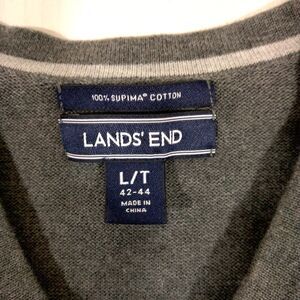 100% SUPIMA® COTTON
LANDS' END
L/T
42-44
MADE IN
CHINA